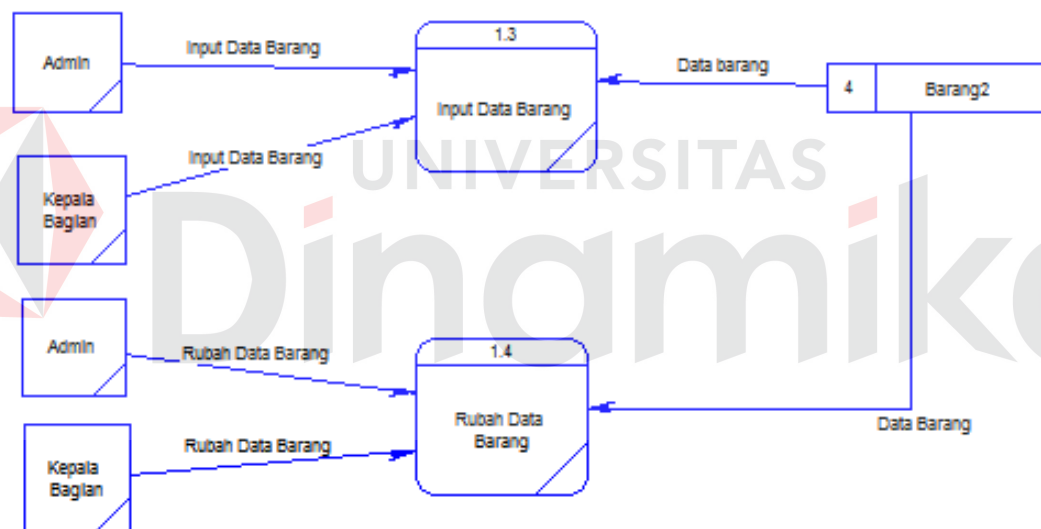 Admin
Input Data Barang
1.3
Input Data Barang
Data barang
4
Barang2
Kepala
Bagian
Input Data Barang
UNIVERSITAS
Dinamika
Admin
Rubah Data Barang
1.4
Rubah Data
Barang
Data Barang
Kepala
Bagian
Rubah Data Barang